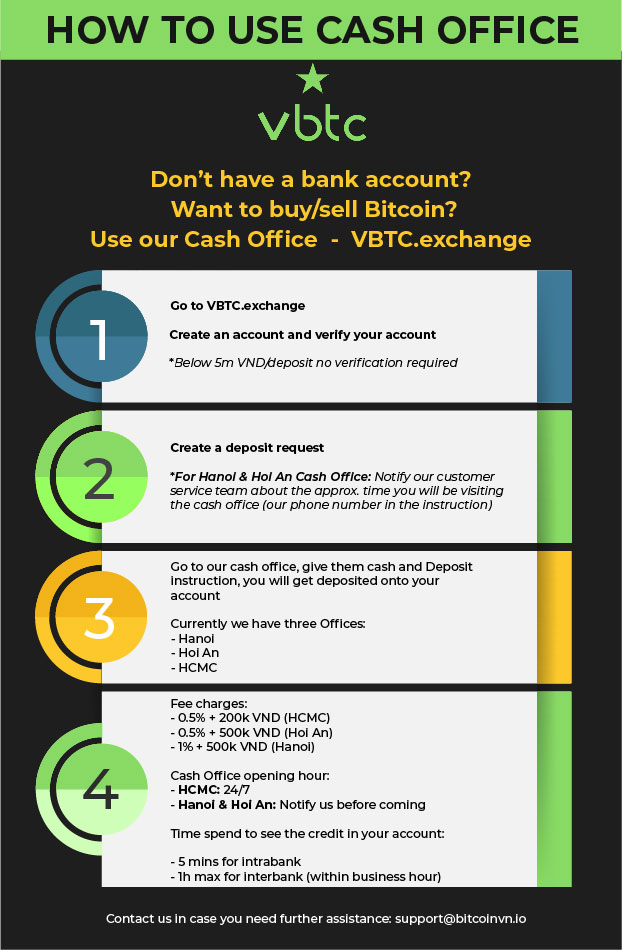 HOW TO USE CASH OFFICE
vbtc
Don't have a bank account?
Want to buy/sell Bitcoin?
Use our Cash Office - VBTC.exchange
1
Go to VBTC.exchange
Create an account and verify your account
*Below 5m VND/deposit no verification required
2
Create a deposit request
*For Hanoi & Hoi An Cash Office: Notify our customer
service team about the approx. time you will be visiting
the cash office (our phone number in the instruction)
3
Go to our cash office, give them cash and Deposit
instruction, you will get deposited onto your
account
Currently we have three Offices:
- Hanoi
- Hoi An
- HCMC
4
Fee charges:
- 0.5% + 200k VND (HCMC)
- 0.5% + 500k VND (Hoi An)
- 1% + 500k VND (Hanoi)
Cash Office opening hour:
- HCMC: 24/7
- Hanoi & Hoi An: Notify us before coming
Time spend to see the credit in your account:
- 5 mins for intrabank
- 1h max for interbank (within business hour)
Contact us in case you need further assistance: support@bitcoinvn.io